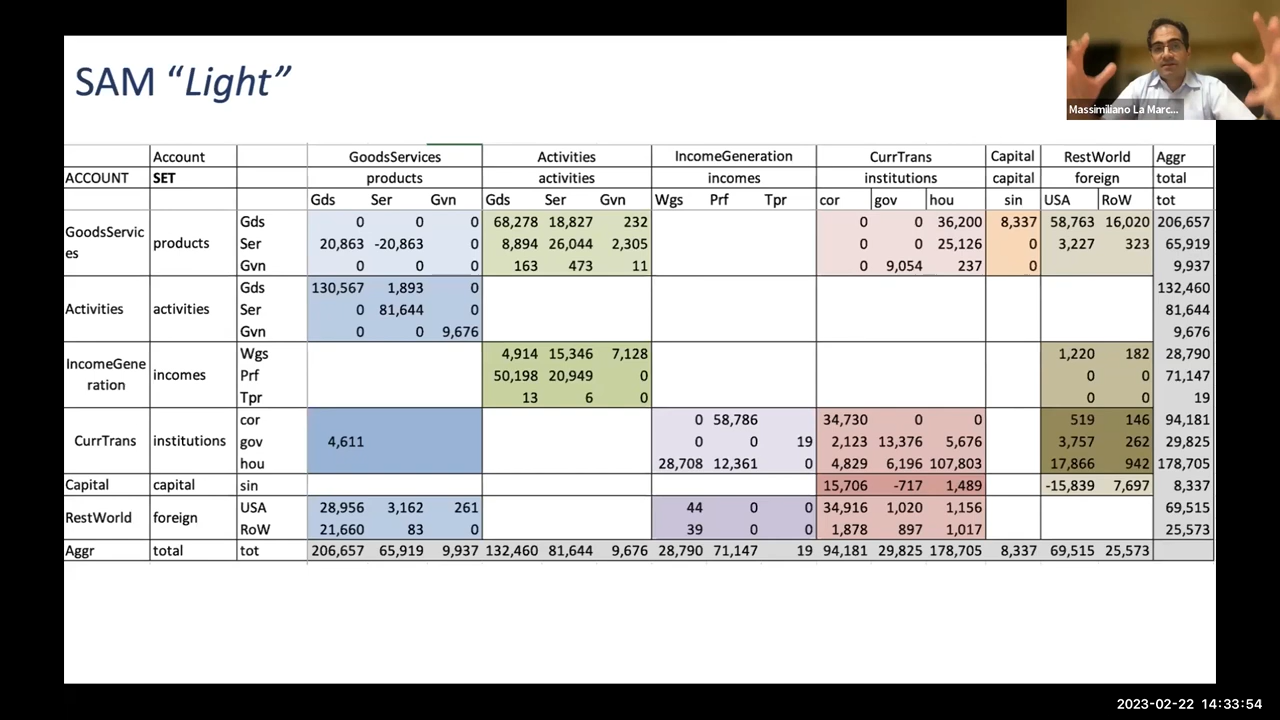 SAM “Light”
Massimiliano La Marc...
Account GoodsServices Activities IncomeGeneration CurrTrans Capital RestWorld Aggr
ACCOUNT SET products activities incomes institutions capital foreign total
Gds Ser Gvn Gds Ser Gvn Wgs Prf Tpr cor gov hou sin USA RoW tot
GoodsServic
es
products
Gds 0 0 0 68,278 18,827 232 0 0 36,200 8,337 58,763 16,020 206,657
Ser 20,863 -20,863 0 8,894 26,044 2,305 0 0 25,126 0 3,227 323 65,919
Gvn 0 0 0 163 473 11 0 9,054 237 0 9,937
Activities activities
Gds 130,567 1,893 0 132,460
Ser 0 81,644 0 81,644
Gvn 0 0 9,676 9,676
IncomeGene
ration
incomes
Wgs 4,914 15,346 7,128 1,220 182 28,790
Prf 50,198 20,949 0 0 0 71,147
Tpr 13 6 0 0 0 19
CurrTrans institutions
cor 0 58,786 34,730 0 0 519 146 94,181
gov 4,611 0 0 19 2,123 13,376 5,676 3,757 262 29,825
hou 28,708 12,361 0 4,829 6,196 107,803 17,866 942 178,705
Capital capital sin 15,706 -717 1,489 -15,839 7,697 8,337
RestWorld foreign
USA 28,956 3,162 261 44 0 0 34,916 1,020 1,156 69,515
RoW 21,660 83 0 39 0 0 1,878 897 1,017 25,573
Aggr total tot 206,657 65,919 9,937 132,460 81,644 9,676 28,790 71,147 19 94,181 29,825 178,705 8,337 69,515 25,573
2023-02-22 14:33:54